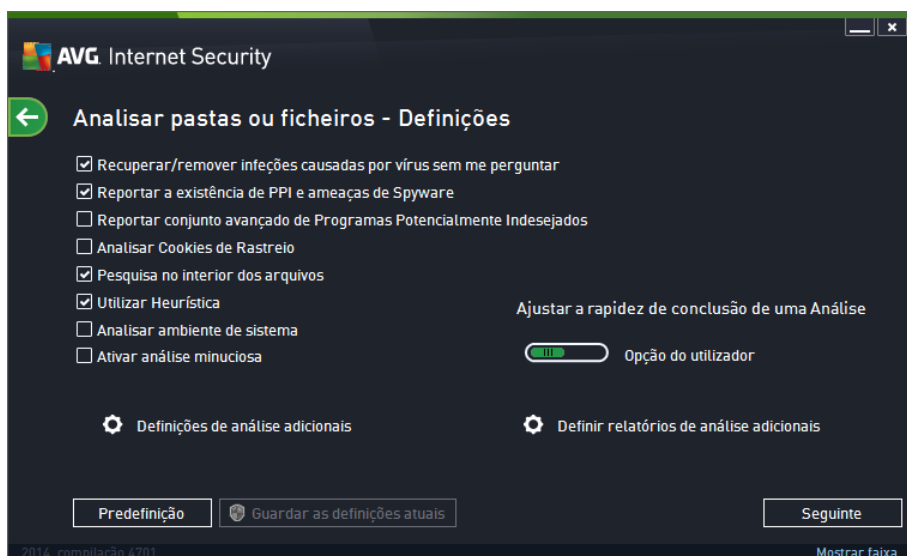 AVG. Internet Security
Analisar pastas ou ficheiros - Definições
Recuperar/remover infeções causadas por vírus sem me perguntar
Reportar a existência de PPI e ameaças de Spyware
Reportar conjunto avançado de Programas Potencialmente Indesejados
Analisar Cookies de Rastreio
Pesquisa no interior dos arquivos
Utilizar Heurística
Analisar ambiente de sistema
Ativar análise minuciosa
Ajustar a rapidez de conclusão de uma Análise
Opção do utilizador
Definições de análise adicionais
Definir relatórios de análise adicionais
Predefinição
Guardar as definições atuais
Seguinte
2014 compilação 4701
Mostrar faixa